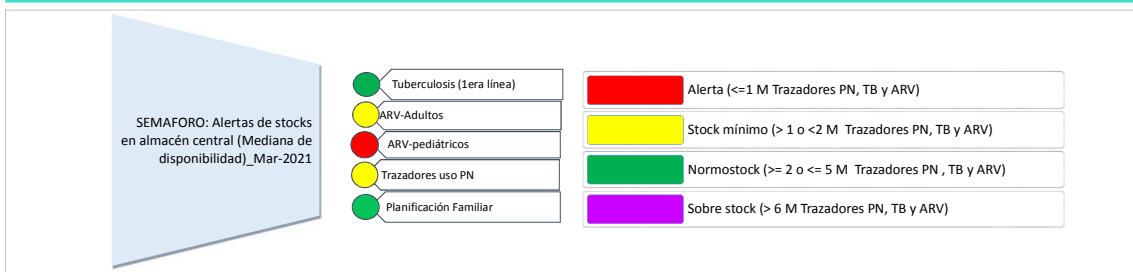 SEMAFORO: Alertas de stocks
en almacén central (Mediana de
disponibilidad)_Mar-2021
Tuberculosis (1era línea)
ARV-Adultos
ARV-pediátricos
Trazadores uso PN
Planificación Familiar
Alerta (<=1 M Trazadores PN, TB y ARV)
Stock mínimo (> 1 o <2 M  Trazadores PN, TB y ARV)
Normostock (>= 2 o <= 5 M  Trazadores PN , TB y ARV)
Sobre stock (> 6 M Trazadores PN, TB y ARV)